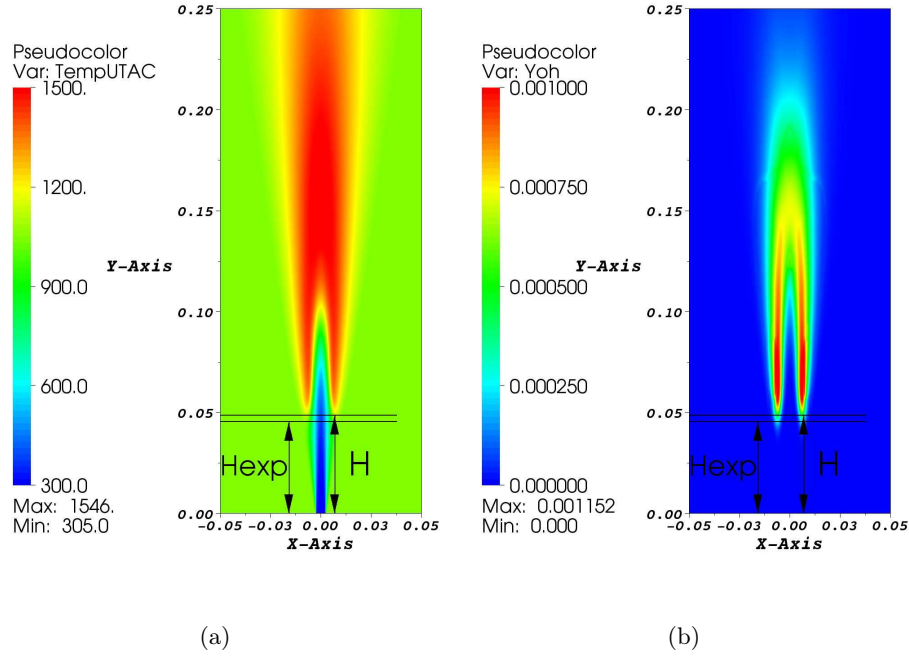 Pseudocolor
Var: TempUTAC
1500.
1200.
900.0
600.0
300.0
Max: 1546.
Min: 305.0
0.25
0.20
0.15
Y-Axis
0.10
0.05
0.00
Hexp
H
-0.05
-0.03
0.00
0.03
0.05
X-Axis
(a)
Pseudocolor
Var: Yoh
0.001000
0.000750
0.000500
0.000250
0.000000
Max: 0.001152
Min: 0.000
0.25
0.20
0.15
Y-Axis
0.10
0.05
0.00
Hexp
H
-0.05
-0.03
0.00
0.03
0.05
X-Axis
(b)